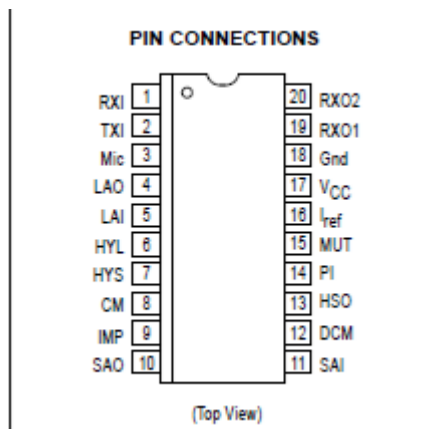 PIN CONNECTIONS
RXI 1 20 RXO2
TXI 2 19 RXO1
Mic 3 18 Gnd
LAO 4 17 VCC
LAI 5 16 Iref
HYL 6 15 MUT
HYS 7 14 PI
CM 8 13 HSO
IMP 9 12 DCM
SAO 10 11 SAI
(Top View)